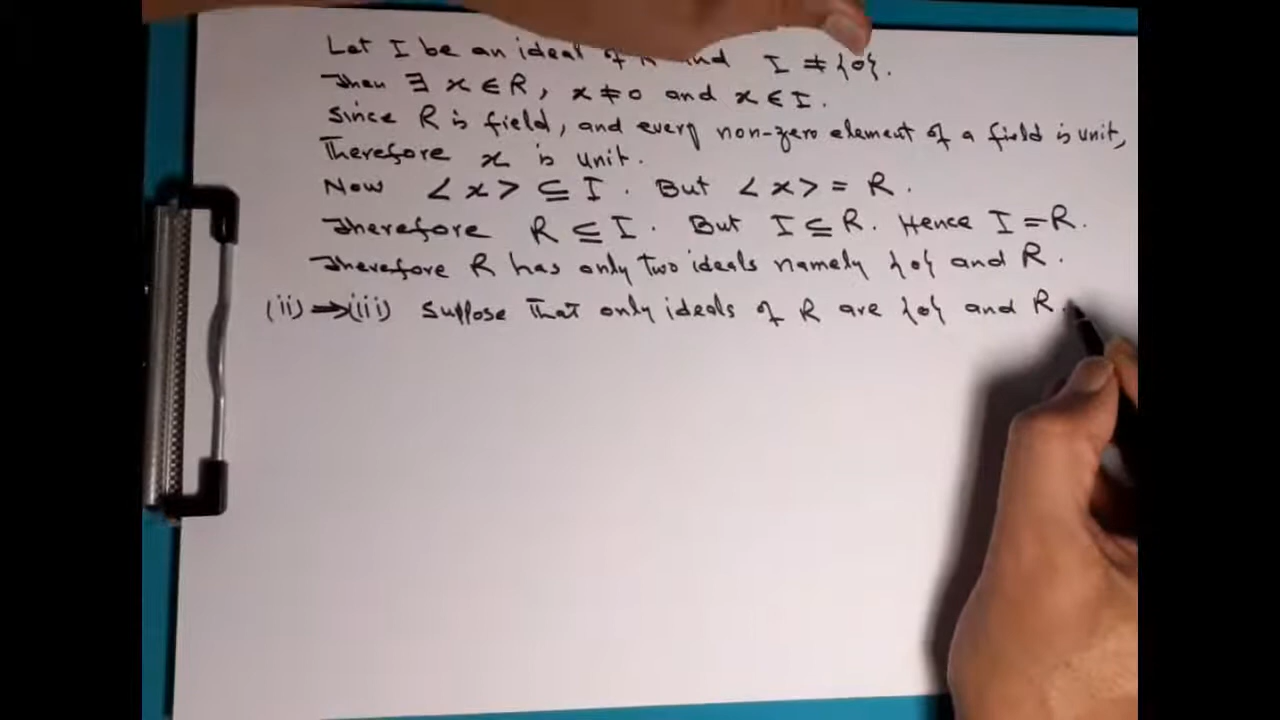 Let I be an ideal of R and I ≠ {0}.
Then ∃ x ∈ R, x ≠ 0 and x ∈ I.
Since R is field, and every non-zero element of a field is unit,
Therefore x is unit.
Now <x> ⊆ I. But <x> = R.
Therefore R ⊆ I. But I ⊆ R. Hence I = R.
Therefore R has only two ideals namely {0} and R.
(ii) ⇒ (iii) Suppose that only ideals of R are {0} and R.